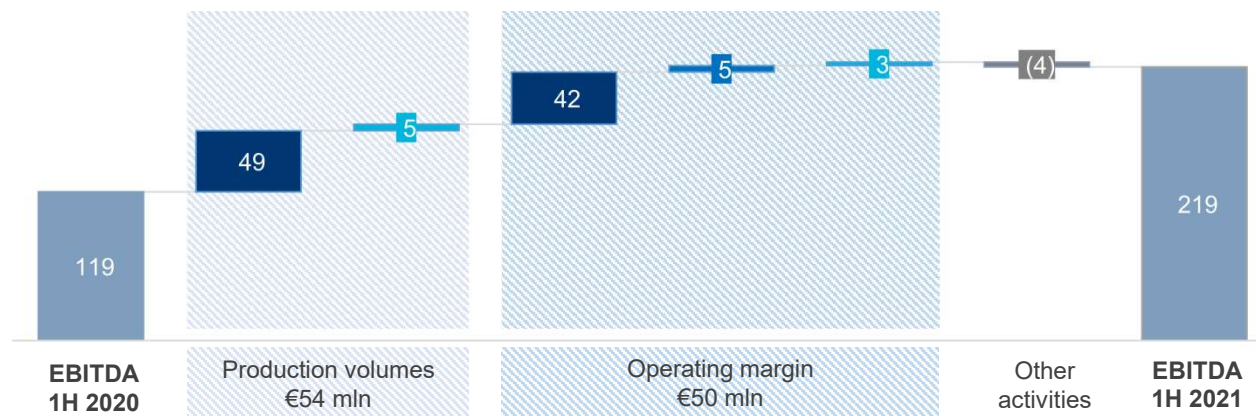 5
3
(4)
42
5
49
219
119
EBITDA
1H 2020
Production volumes
€54 mln
Operating margin
€50 mln
Other
activities
EBITDA
1H 2021